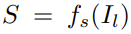 S = f_s(I_l)